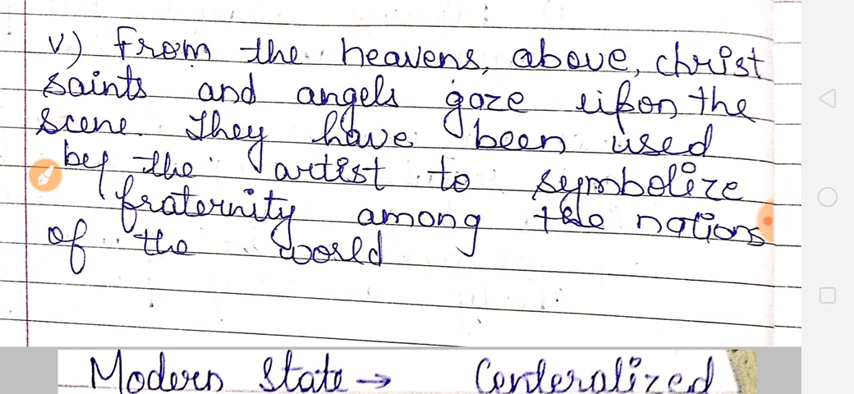 v) From the heavens, above, christ
saints and angels gaze upon the
scene. They have been used
by the artist to symbolize
fraternity among the nations
of the world
Modern State → Centeralized